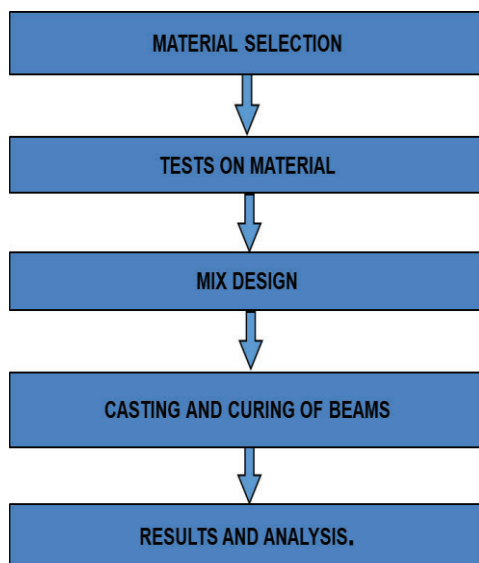 MATERIAL SELECTION
TESTS ON MATERIAL
MIX DESIGN
CASTING AND CURING OF BEAMS
RESULTS AND ANALYSIS.